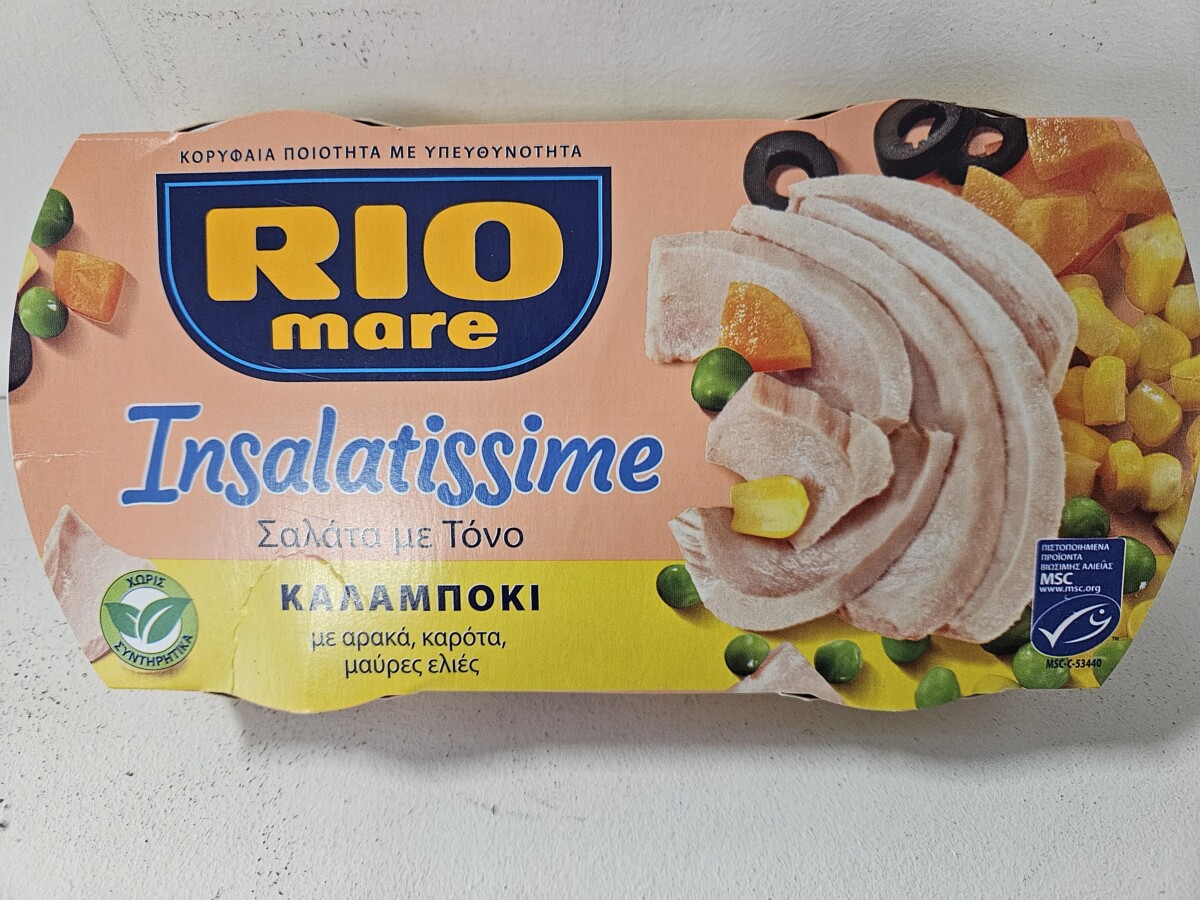 ΚΟΡΥΦΑΙΑ ΠΟΙΟΤΗΤΑ ΜΕ ΥΠΕΥΘΥΝΟΤΗΤΑ
RIO
mare
Insalatissime
Σαλάτα με Τόνο
ΚΑΛΑΜΠΟΚΙ
με αρακά, καρότα,
μαύρες ελιές
ΧΩΡΙΣ
ΣΥΝΤΗΡΗΤΙΚΑ
ΠΙΣΤΟΠΟΙΗΜΕΝΑ
ΠΡΟΪΟΝΤΑ
ΒΙΩΣΙΜΗΣ ΑΛΙΕΙΑΣ
MSC
www.msc.org
TM
MSC-C-53440